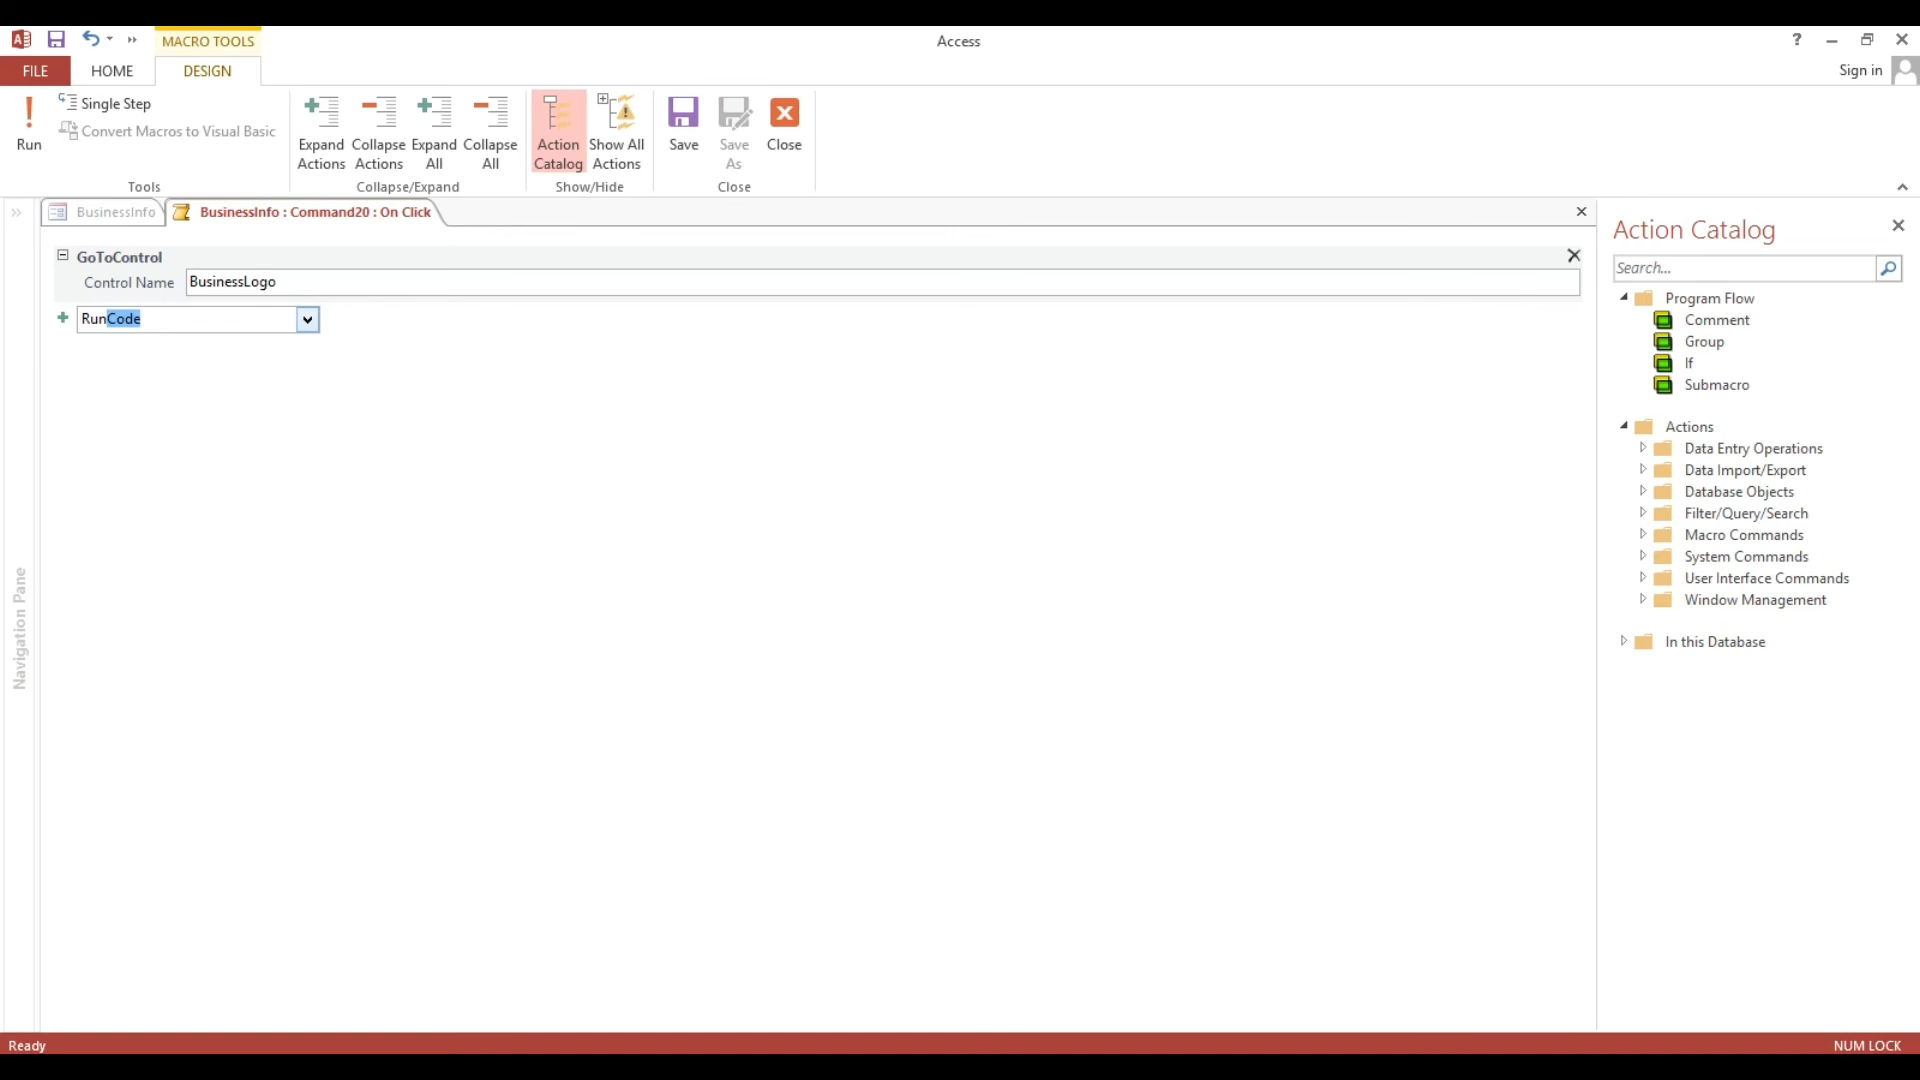 MACRO TOOLS
Access
?
FILE
HOME
DESIGN
Sign in
Run
Single Step
Convert Macros to Visual Basic
Tools
Expand Actions
Collapse Actions
Expand All
Collapse All
Collapse/Expand
Action Catalog
Show All Actions
Show/Hide
Save
Save As
Close
Close
BusinessInfo
BusinessInfo : Command20 : On Click
GoToControl
Control Name
BusinessLogo
RunCode
Navigation Pane
Action Catalog
Search...
Program Flow
Comment
Group
If
Submacro
Actions
Data Entry Operations
Data Import/Export
Database Objects
Filter/Query/Search
Macro Commands
System Commands
User Interface Commands
Window Management
In this Database
Ready
NUM LOCK